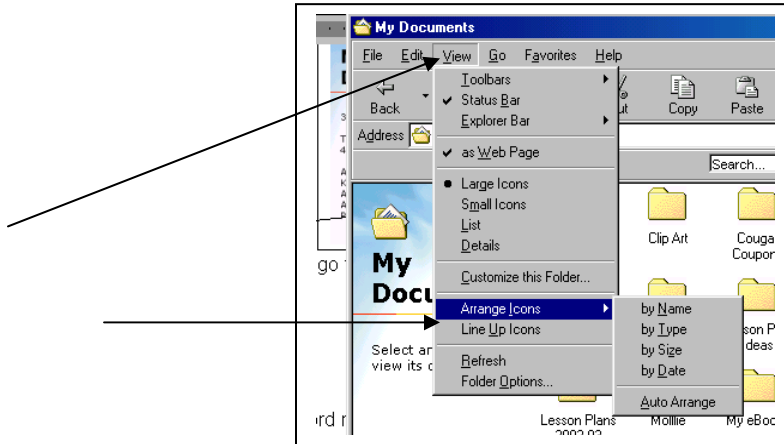 My Documents
File Edit View Go Favorites Help
Back Copy Paste
Address
Search...
Toolbars
✔ Status Bar
Explorer Bar
✔ as Web Page
● Large Icons
Small Icons
List
Details
Customize this Folder...
Arrange Icons
Line Up Icons
Refresh
Folder Options...
by Name
by Type
by Size
by Date
Auto Arrange
My
Select
view its
Clip Art
Lesson Plans
Mollie
go